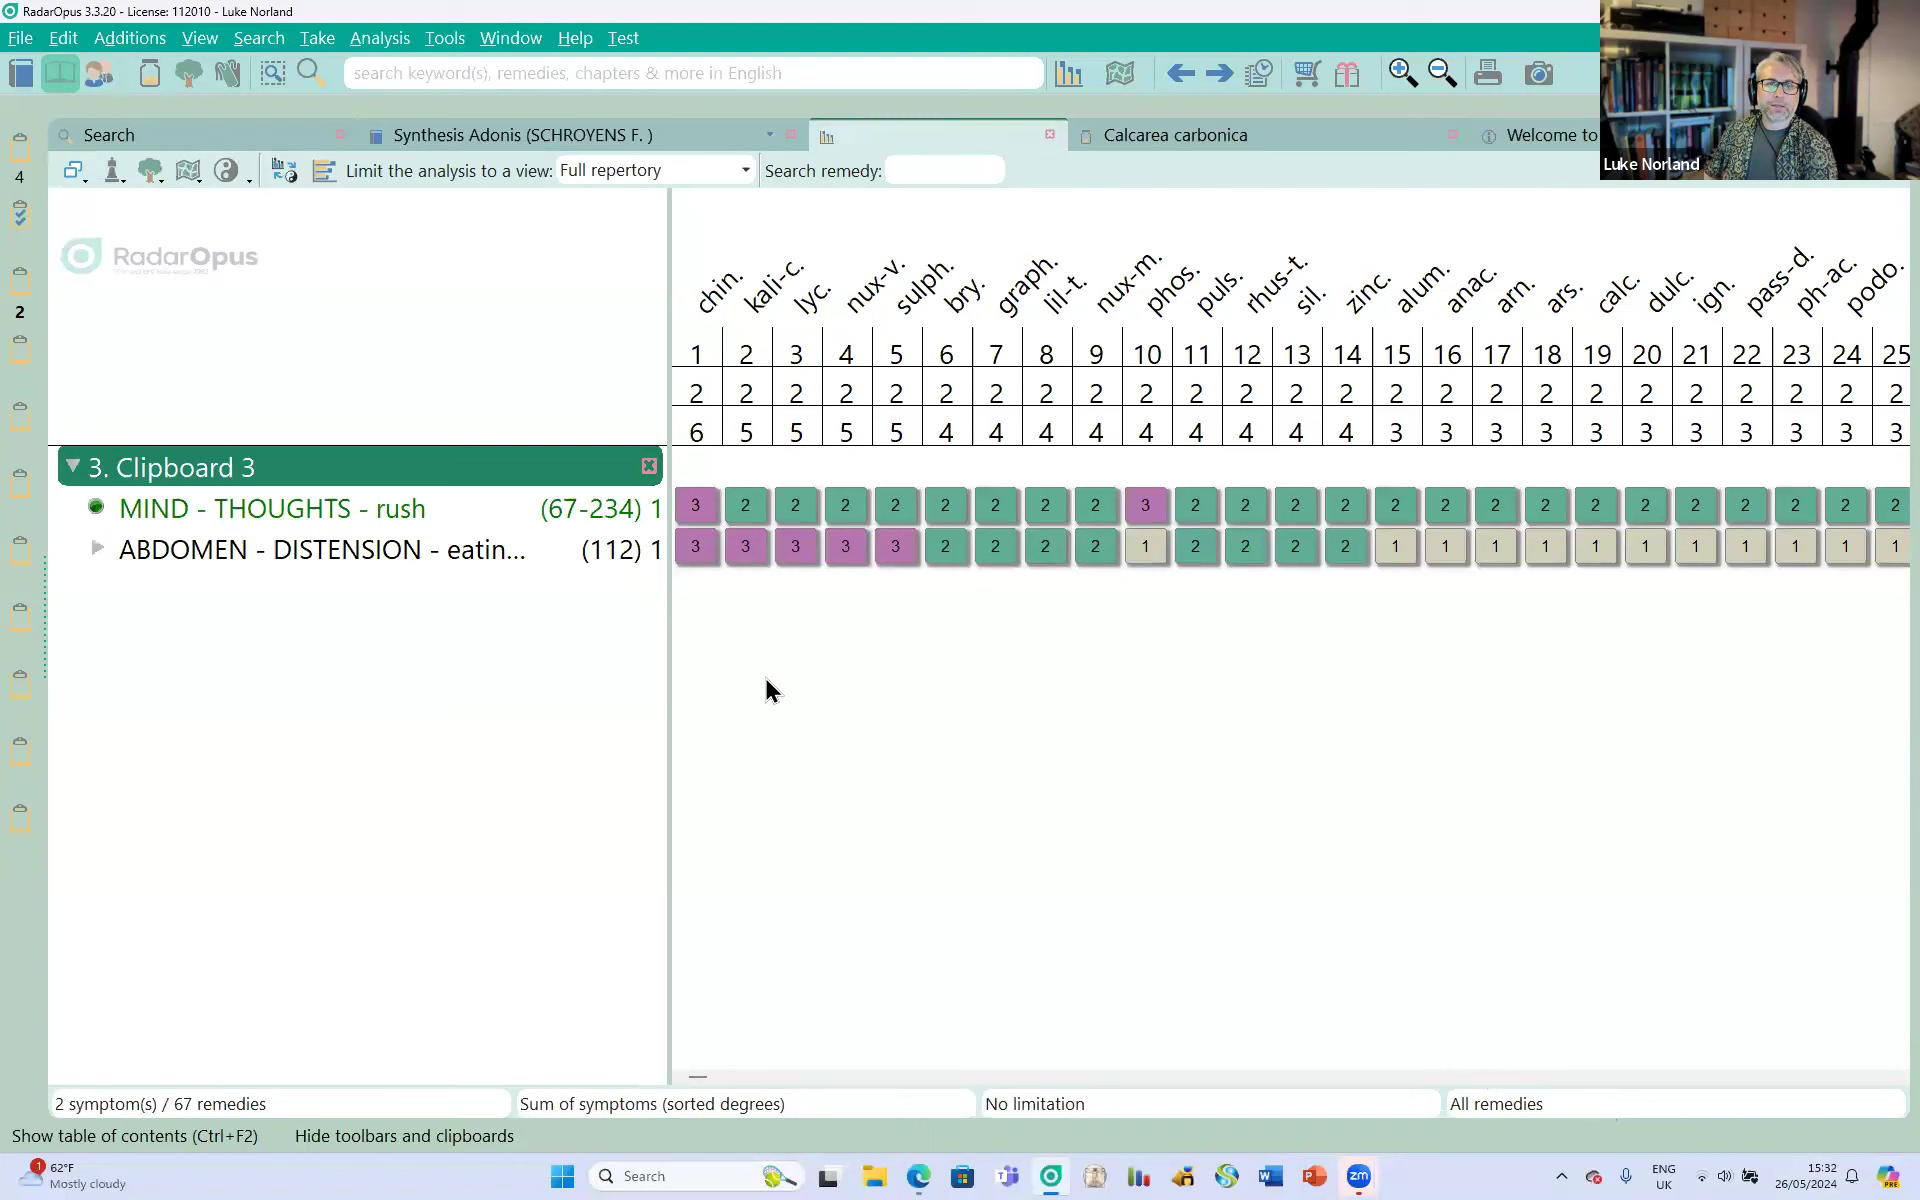 RadarOpus 3.3.20 - License: 112010 - Luke Norland
File Edit Additions View Search Take Analysis Tools Window Help Test
search keyword(s), remedies, chapters & more in English
Luke Norland
Search Synthesis Adonis (SCHROYENS F. ) Calcarea carbonica Welcome to
Limit the analysis to a view: Full repertory Search remedy:
4
2
RadarOpus
chin. kali-c. lyc. nux-v. sulph. bry. graph. lil-t. nux-m. phos. puls. rhus-t. sil. zinc. alum. anac. arn. ars. calc. dulc. ign. pass-d. ph-ac. podo.
1 2 3 4 5 6 7 8 9 10 11 12 13 14 15 16 17 18 19 20 21 22 23 24 25
2 2 2 2 2 2 2 2 2 2 2 2 2 2 2 2 2 2 2 2 2 2 2 2 2
6 5 5 5 5 4 4 4 4 4 4 4 4 4 3 3 3 3 3 3 3 3 3 3 3
3. Clipboard 3
MIND - THOUGHTS - rush (67-234) 1 3 2 2 2 2 2 2 2 2 3 2 2 2 2 2 2 2 2 2 2 2 2 2 2 2
ABDOMEN - DISTENSION - eatin... (112) 1 3 3 3 3 3 2 2 2 2 1 2 2 2 2 1 1 1 1 1 1 1 1 1 1 1
2 symptom(s) / 67 remedies Sum of symptoms (sorted degrees) No limitation All remedies
Show table of contents (Ctrl+F2) Hide toolbars and clipboards
1 62°F
Mostly cloudy
Search
zm
ENG
UK
15:32
26/05/2024
PRE